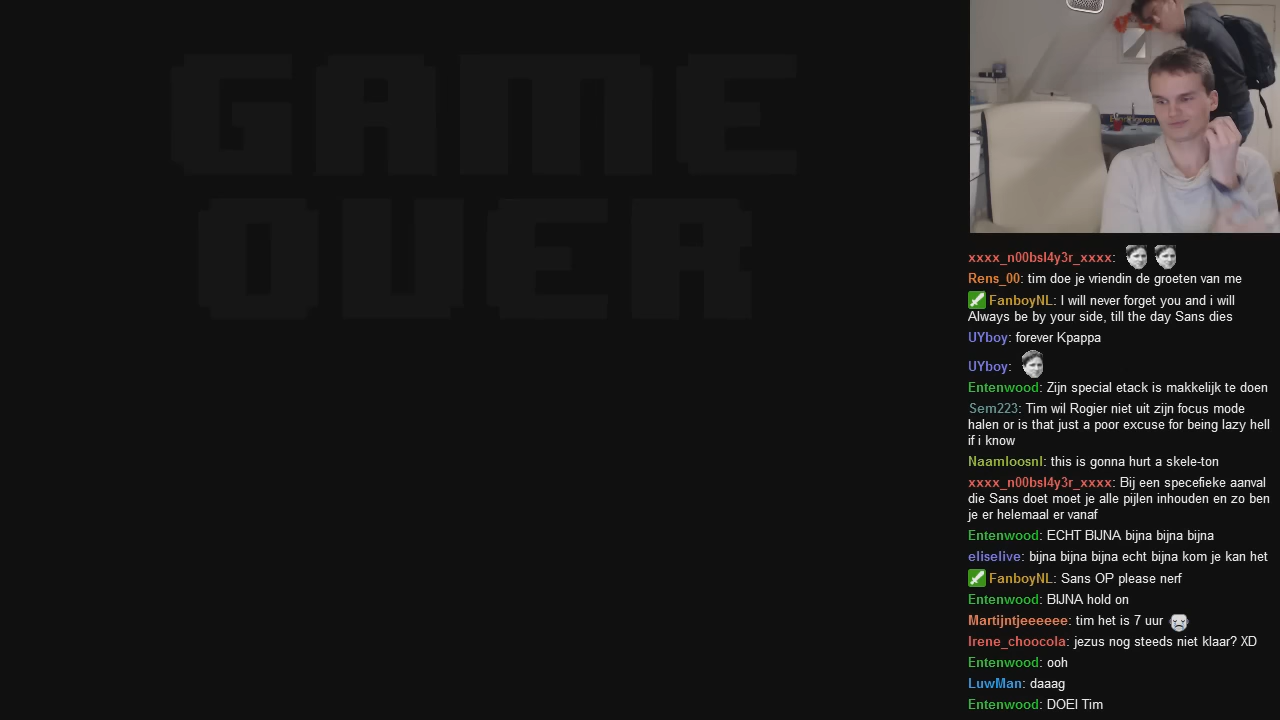 GAME
OVER
xxxx_n00bsl4y3r_xxxx:
Rens_00: tim doe je vriendin de groeten van me
FanboyNL: I will never forget you and i will
Always be by your side, till the day Sans dies
UYboy: forever Kpappa
UYboy:
Entenwood: Zijn special etack is makkelijk te doen
Sem223: Tim wil Rogier niet uit zijn focus mode
halen or is that just a poor excuse for being lazy hell
if i know
Naamloosnl: this is gonna hurt a skele-ton
xxxx_n00bsl4y3r_xxxx: Bij een specefieke aanval
die Sans doet moet je alle pijlen inhouden en zo ben
je er helemaal er vanaf
Entenwood: ECHT BIJNA bijna bijna bijna
eliselive: bijna bijna bijna echt bijna kom je kan het
FanboyNL: Sans OP please nerf
Entenwood: BIJNA hold on
Martijntjeeeeee: tim het is 7 uur
Irene_choocola: jezus nog steeds niet klaar? XD
Entenwood: ooh
LuwMan: daaag
Entenwood: DOEI Tim